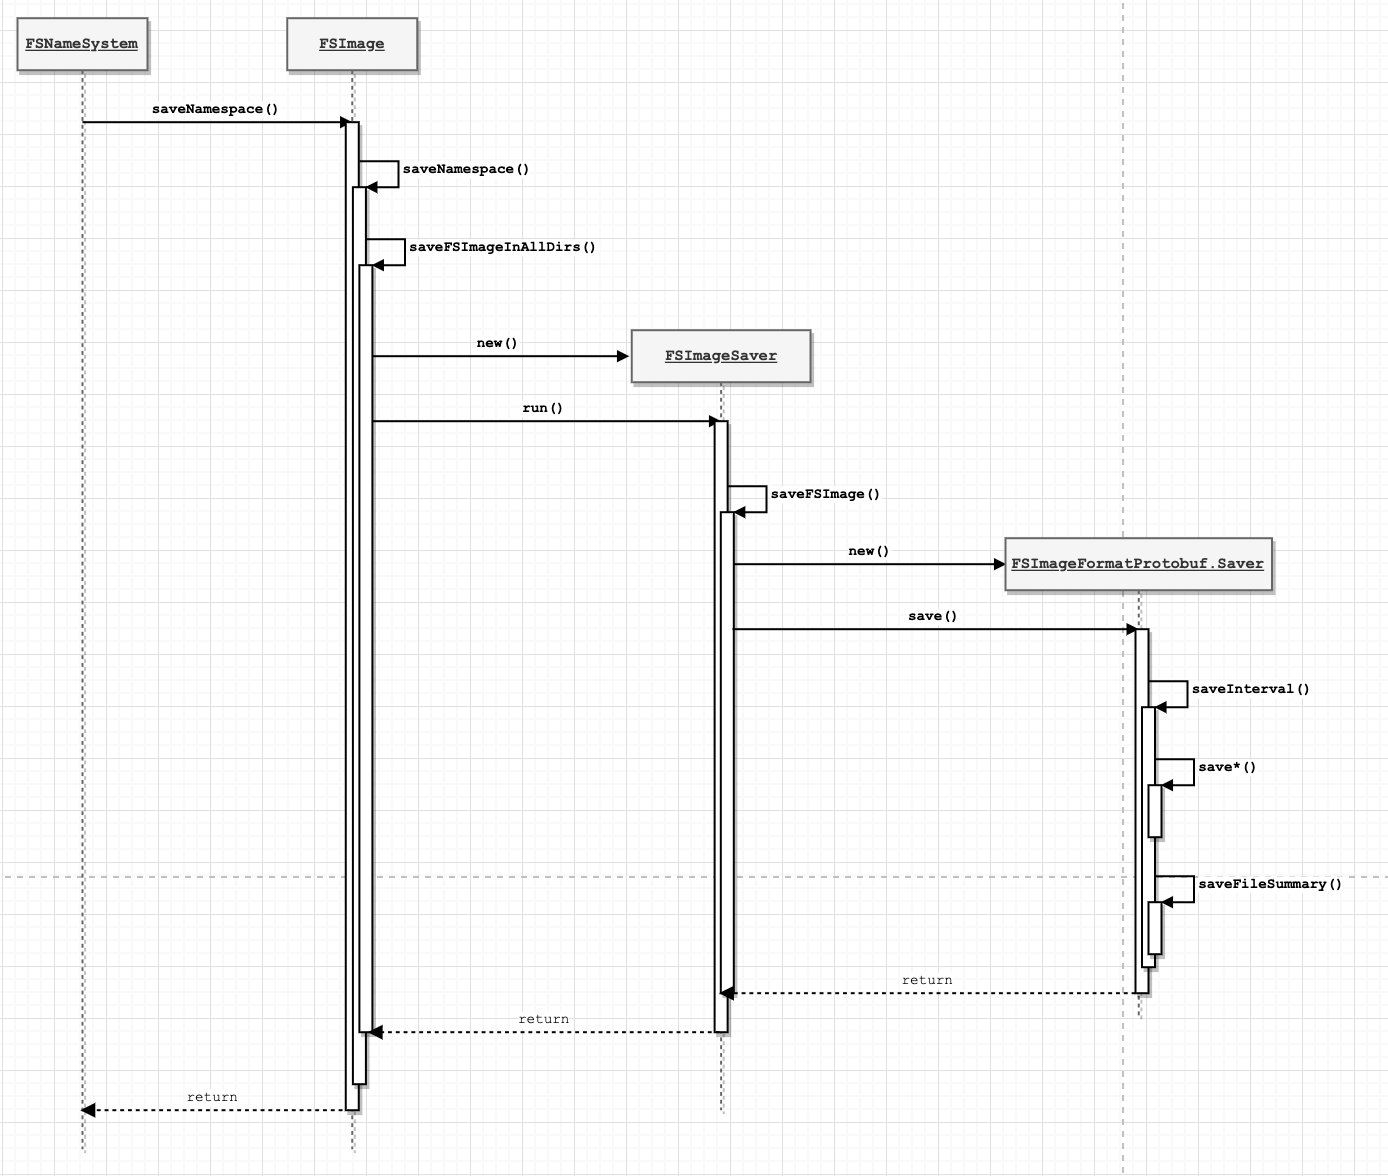 FSNameSystem
FSImage
saveNamespace()
saveNamespace()
saveFSImageInAllDirs()
new()
FSImageSaver
run()
saveFSImage()
new()
FSImageFormatProtobuf.Saver
save()
saveInterval()
save*()
saveFileSummary()
return
return
return